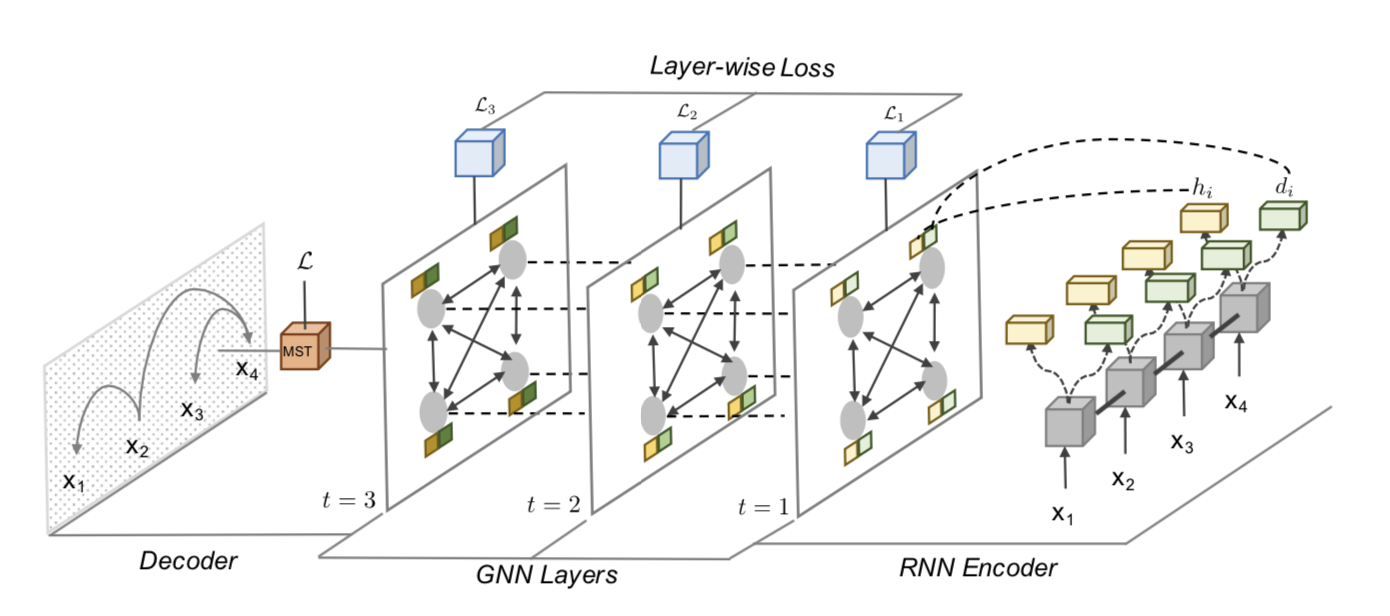 Layer-wise Loss
ℒ₃
ℒ₂
ℒ₁
hᵢ
dᵢ
ℒ
MST
x₄
x₃
x₂
x₁
x₄
x₃
x₂
x₁
t = 3
t = 2
t = 1
Decoder
GNN Layers
RNN Encoder